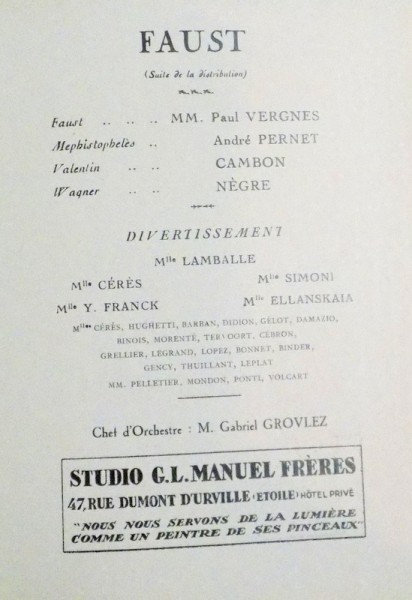 FAUST
(Suite de la distribution)
Faust .. .. .. MM. Paul VERGNES
Mephistophelès .. André PERNET
Valentin .. .. CAMBON
Wagner .. .. NÈGRE
DIVERTISSEMENT
Mlle LAMBALLE
Mlle CÉRÈS Mlle SIMONI
Mlle Y. FRANCK Mlle ELLANSKAIA
Mlles CÉRÈS, HUGHETTI, BARBAN, DIDION, GÉLOT, DAMAZIO,
BINOIS, MORENTÉ, TERVOORT, CÉBRON,
GRELLIER, LEGRAND, LOPEZ, BONNET, BINDER,
GENCY, THUILLANT, LEPLAT
MM. PELLETIER, MONDON, PONTI, VOLCART
Chef d'Orchestre : M. Gabriel GROVLEZ
STUDIO G.L. MANUEL FRÈRES
47, RUE DUMONT D'URVILLE (ETOILE) HÔTEL PRIVÉ
"NOUS NOUS SERVONS DE LA LUMIÈRE
COMME UN PEINTRE DE SES PINCEAUX"